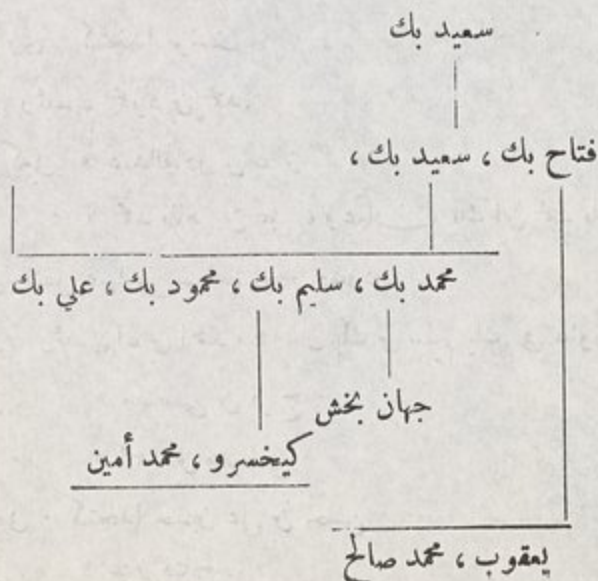 سعيد بك
فتاح بك ، سعيد بك ،
محمد بك ، سليم بك ، محمود بك ، علي بك
جهان بخش
كيخسرو ، محمد أمين
يعقوب ، محمد صالح